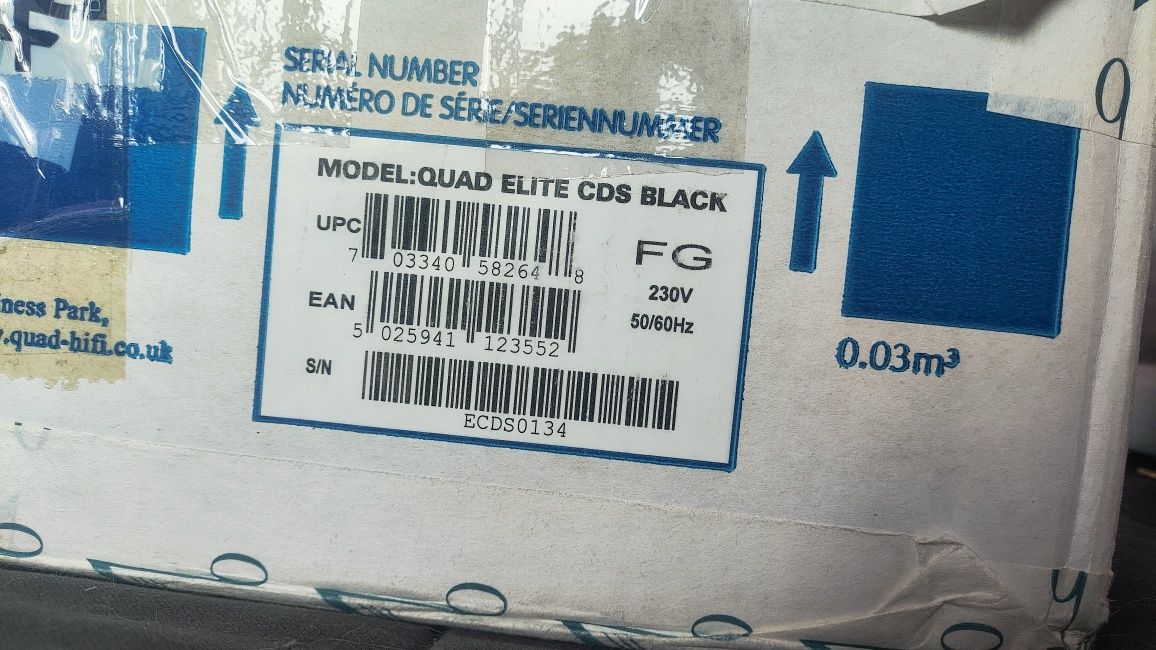 SERIAL NUMBER
NUMÉRO DE SÉRIE/SERIENNUMMER
MODEL:QUAD ELITE CDS BLACK
UPC
7 03340 58264 8
FG
EAN
5 025941 123552
230V
50/60Hz
S/N
ECDS0134
Park,
quad-hifi.co.uk
0.03m³